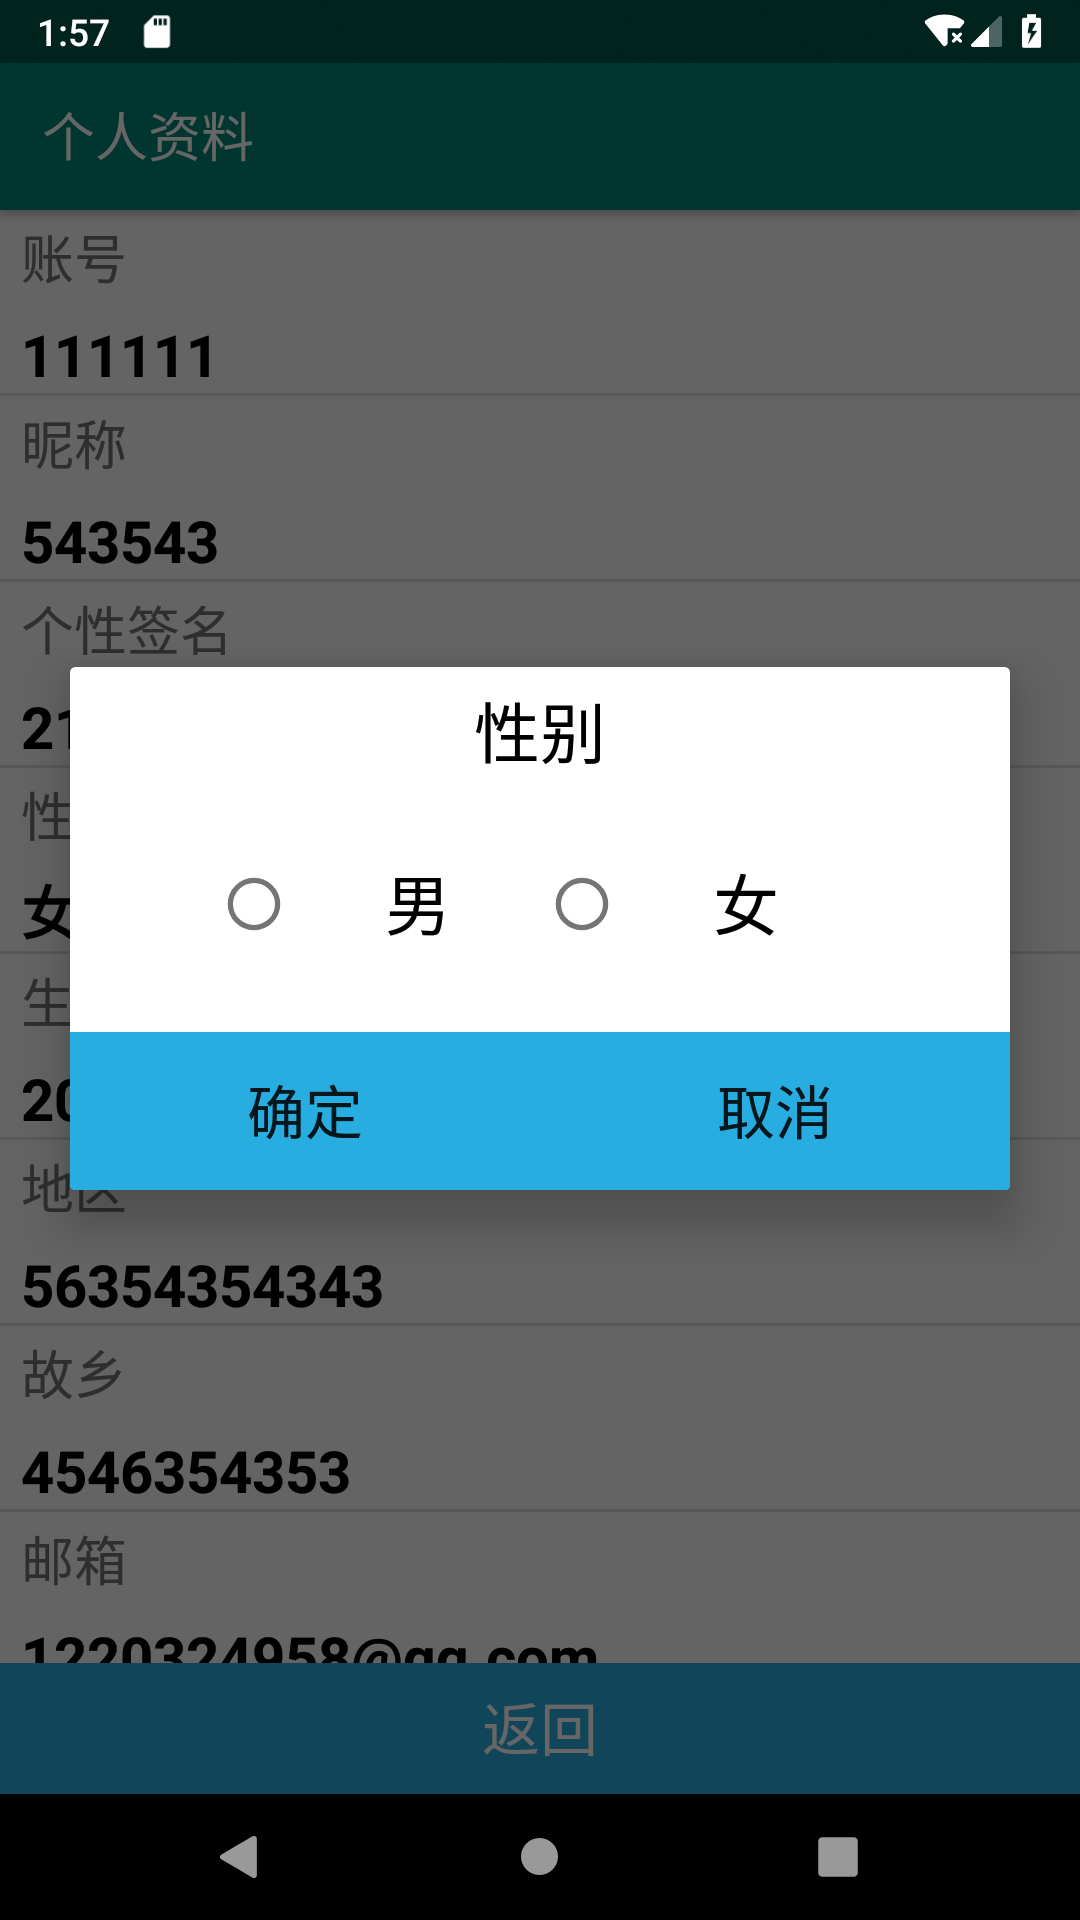 1:57
个人资料
账号
111111
昵称
543543
个性签名
21
性
性别
男
女
女
生
20
确定
取消
地区
56354354343
故乡
4546354353
邮箱
1220324958@qq.com
返回